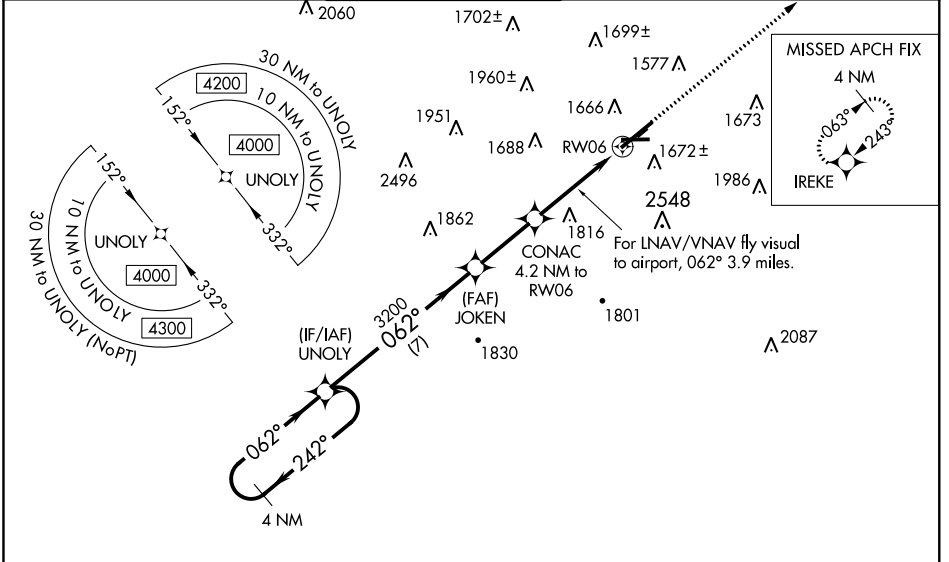 2060
1702±
1699±
1577
1960±
1951
1666
1673
1688
RW06
1672±
2496
1986
1862
2548
1816
CONAC
4.2 NM to
RW06
For LNAV/VNAV fly visual
to airport, 062° 3.9 miles.
(FAF)
JOKEN
1801
1830
2087
3200
062°
(7)
(IF/IAF)
UNOLY
062°
242°
4 NM
30 NM to UNOLY
4200
10 NM to UNOLY
152°
4000
UNOLY
332°
152°
UNOLY
4000
332°
10 NM to UNOLY
4300
30 NM to UNOLY (NoPT)
MISSED APCH FIX
4 NM
063°
243°
IREKE